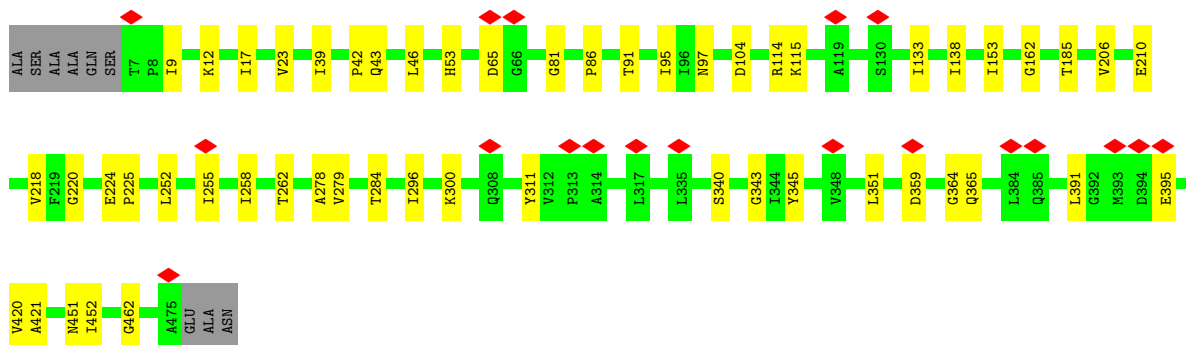 ALA SER ALA ALA GLN SER T7 P8 I9 K12 I17 V23 I39 P42 Q43 L46 H53 D65 G66 G81 P86 T91 I95 I96 N97 D104 R114 K115 A119 S130 I133 I138 I153 G162 T185 V206 E210
V218 F219 G220 E224 P225 L252 I255 I258 T262 A278 V279 T284 I296 K300 Q308 Y311 V312 P313 A314 L317 L335 S340 G343 I344 Y345 V348 L351 D359 G364 Q365 L384 Q385 L391 G392 M393 D394 E395
V420 A421 N451 I452 G462 A475 GLU ALA ASN